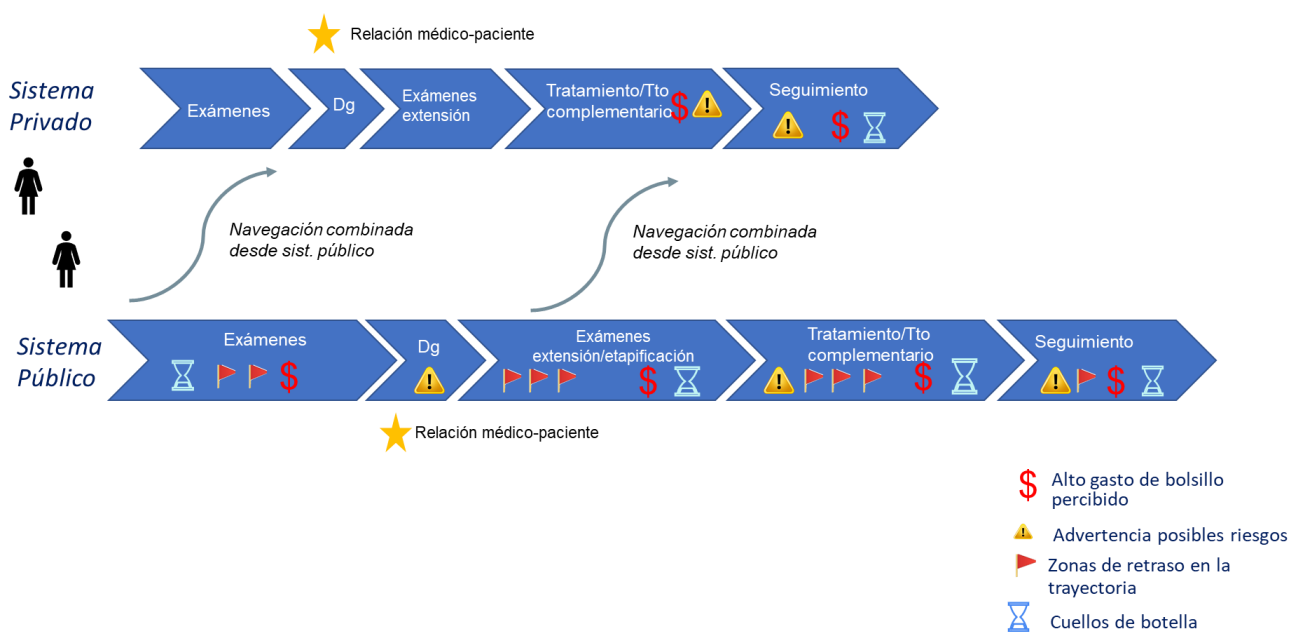 Relación médico-paciente
Sistema
Privado
Exámenes
Dg
Exámenes
extensión
Tratamiento/Tto
complementario
$
!
Seguimiento
!
$
Navegación combinada
desde sist. público
Navegación combinada
desde sist. público
Sistema
Público
Exámenes
$
Dg
!
Exámenes
extensión/etapificación
$
Tratamiento/Tto
complementario
!
$
Seguimiento
!
$
Relación médico-paciente
$ Alto gasto de bolsillo
percibido
! Advertencia posibles riesgos
Zonas de retraso en la
trayectoria
Cuellos de botella